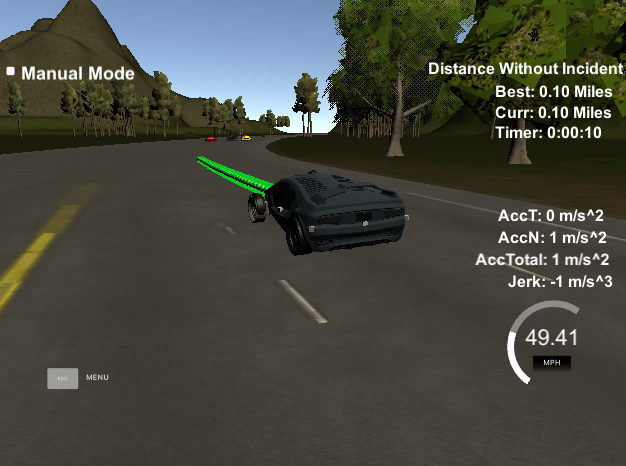 Manual Mode
Distance Without Incident
Best: 0.10 Miles
Curr: 0.10 Miles
Timer: 0:00:10
AccT: 0 m/s^2
AccN: 1 m/s^2
AccTotal: 1 m/s^2
Jerk: -1 m/s^3
49.41
MPH
ESC
MENU